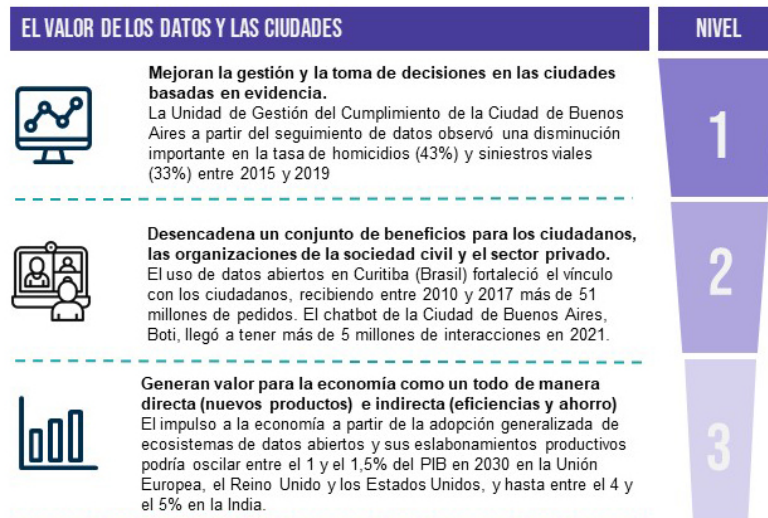 EL VALOR DE LOS DATOS Y LAS CIUDADES
NIVEL
Mejoran la gestión y la toma de decisiones en las ciudades
basadas en evidencia.
La Unidad de Gestión del Cumplimiento de la Ciudad de Buenos
Aires a partir del seguimiento de datos observó una disminución
importante en la tasa de homicidios (43%) y siniestros viales
(33%) entre 2015 y 2019
1
Desencadena un conjunto de beneficios para los ciudadanos,
las organizaciones de la sociedad civil y el sector privado.
El uso de datos abiertos en Curitiba (Brasil) fortaleció el vínculo
con los ciudadanos, recibiendo entre 2010 y 2017 más de 51
millones de pedidos. El chatbot de la Ciudad de Buenos Aires,
Boti, llegó a tener más de 5 millones de interacciones en 2021.
2
Generan valor para la economía como un todo de manera
directa (nuevos productos) e indirecta (eficiencias y ahorro)
El impulso a la economía a partir de la adopción generalizada de
ecosistemas de datos abiertos y sus eslabonamientos productivos
podría oscilar entre el 1 y el 1,5% del PIB en 2030 en la Unión
Europea, el Reino Unido y los Estados Unidos, y hasta entre el 4 y
el 5% en la India.
3